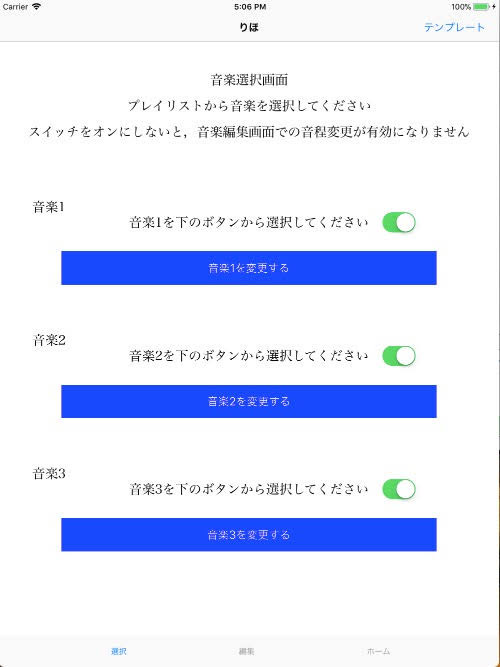 Carrier 5:06 PM 100%
りほ テンプレート
音楽選択画面
プレイリストから音楽を選択してください
スイッチをオンにしないと，音楽編集画面での音程変更が有効になりません
音楽1
音楽1を下のボタンから選択してください
音楽1を変更する
音楽2
音楽2を下のボタンから選択してください
音楽2を変更する
音楽3
音楽3を下のボタンから選択してください
音楽3を変更する
選択 編集 ホーム